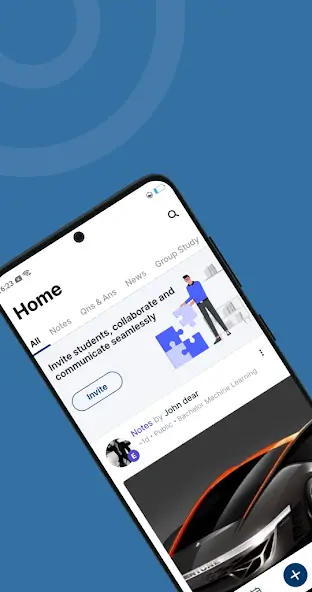 6:23
Home
All Notes Qns & Ans News Group Study
Invite students, collaborate and
communicate seamlessly
Invite
Notes by John dear
~1d • Public • Bachelor Machine Learning
E